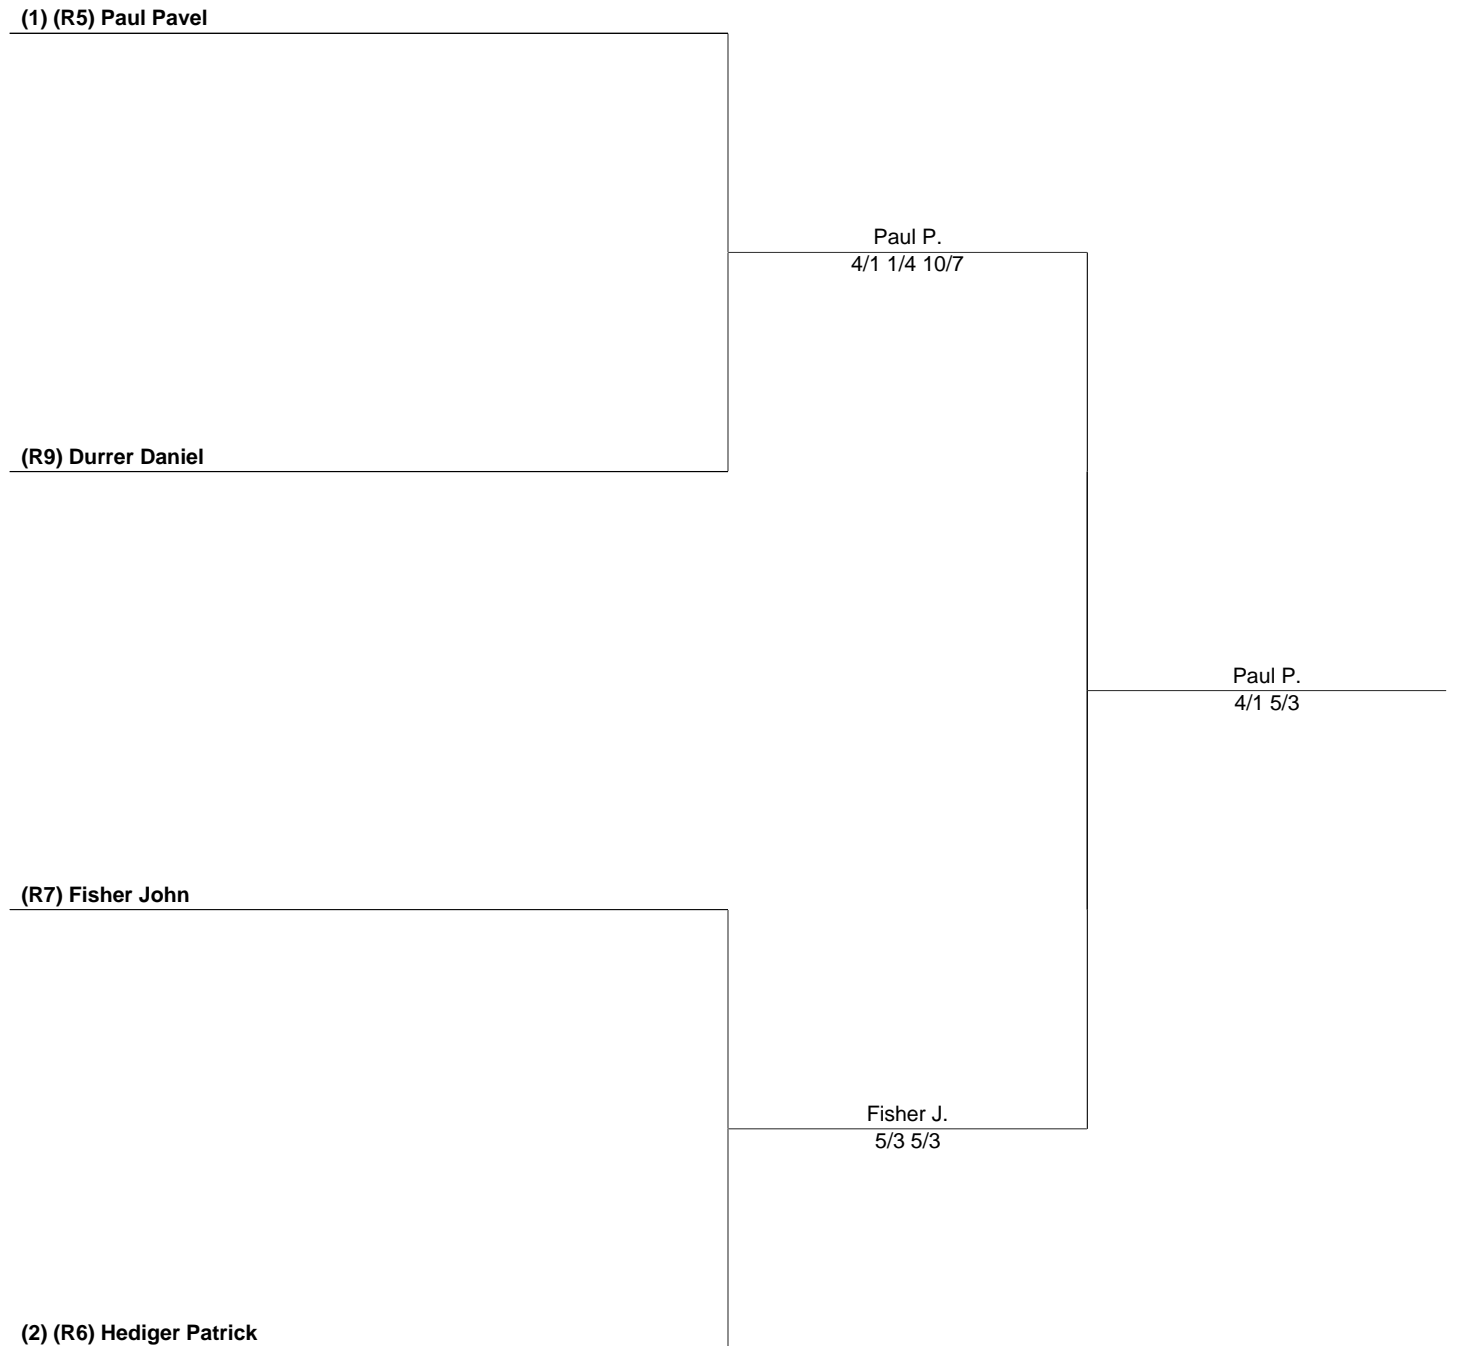 (1) (R5) Paul Pavel
Paul P.
4/1 1/4 10/7
(R9) Durrer Daniel
Paul P.
4/1 5/3
(R7) Fisher John
Fisher J.
5/3 5/3
(2) (R6) Hediger Patrick